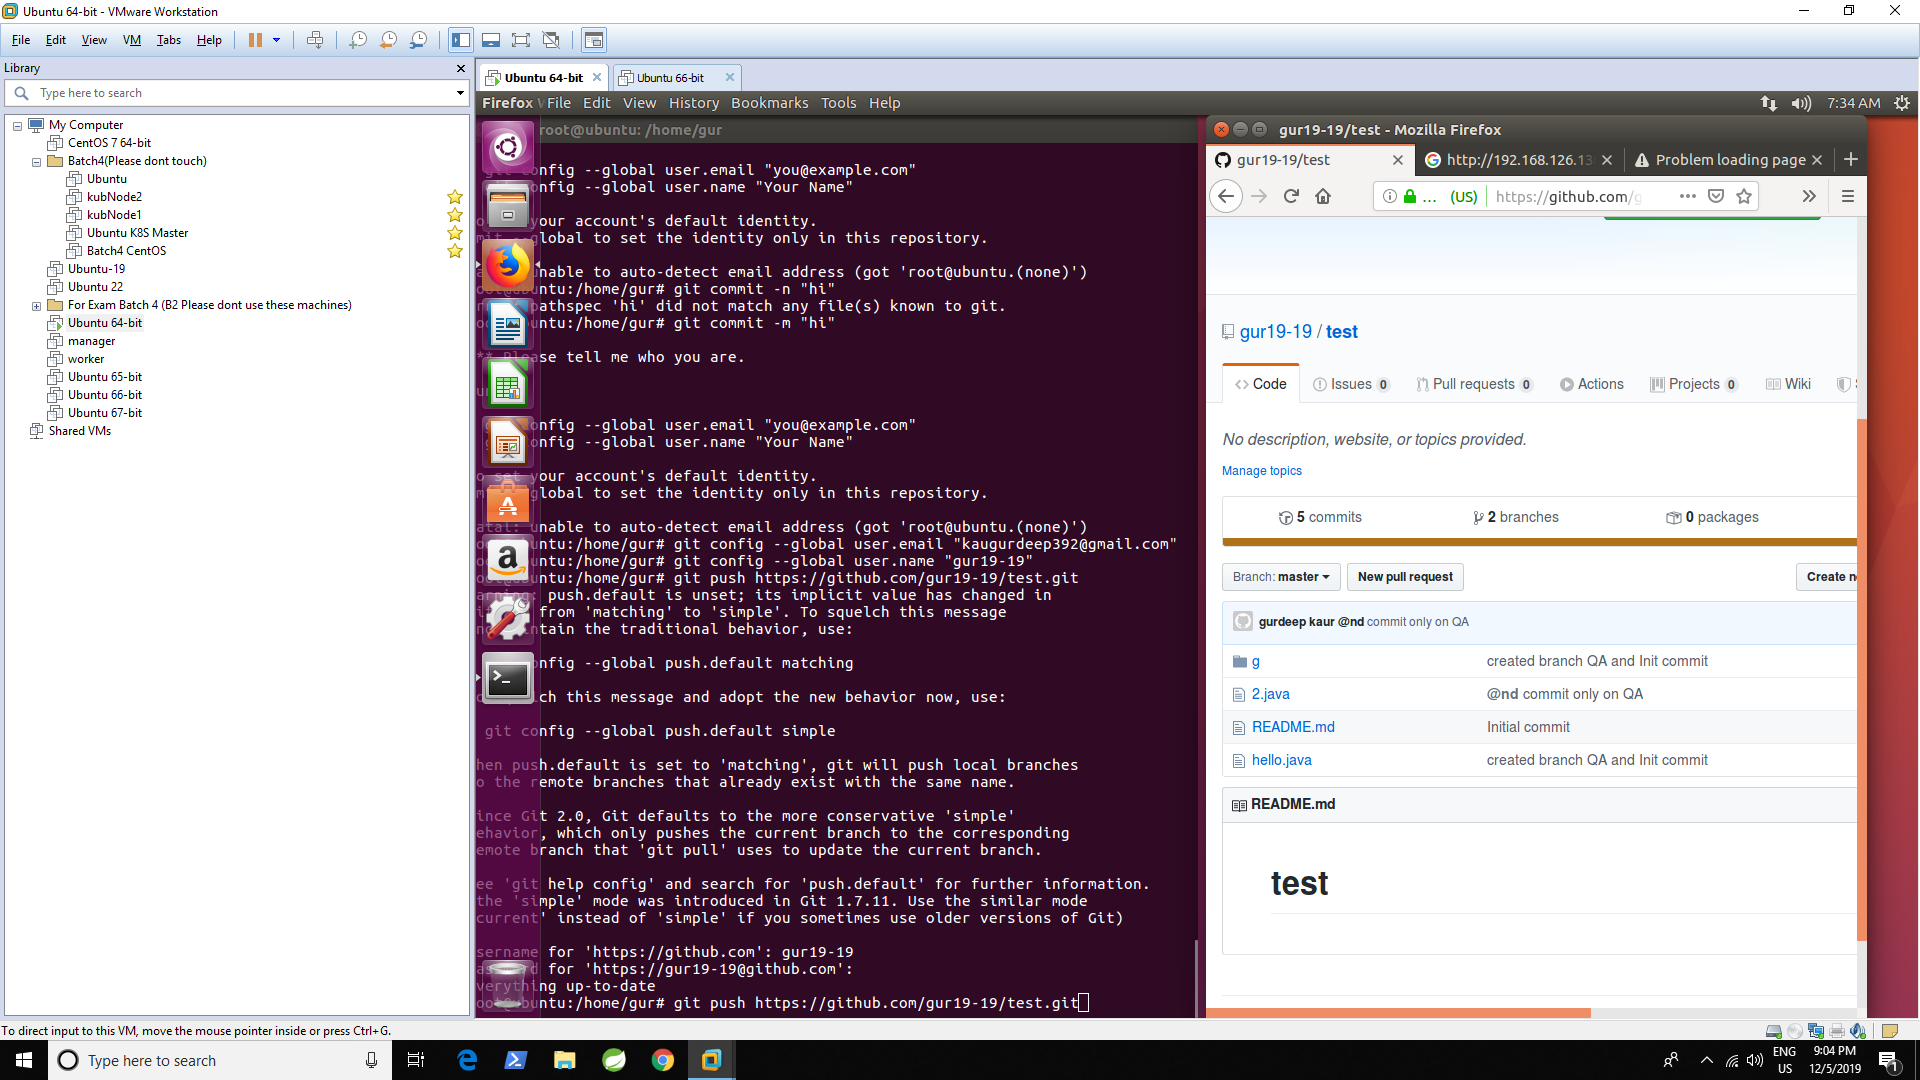 Ubuntu 64-bit - VMware Workstation
File Edit View VM Tabs Help
Library
Type here to search
My Computer
CentOS 7 64-bit
Batch4(Please dont touch)
Ubuntu
kubNode2
kubNode1
Ubuntu K8S Master
Batch4 CentOS
Ubuntu-19
Ubuntu 22
For Exam Batch 4 (B2 Please dont use these machines)
Ubuntu 64-bit
manager
worker
Ubuntu 65-bit
Ubuntu 66-bit
Ubuntu 67-bit
Shared VMs
Ubuntu 64-bit Ubuntu 66-bit
Firefox File Edit View History Bookmarks Tools Help 7:34 AM
root@ubuntu: /home/gur
nfig --global user.email "you@example.com"
nfig --global user.name "Your Name"
your account's default identity.
global to set the identity only in this repository.
nable to auto-detect email address (got 'root@ubuntu.(none)')
untu:/home/gur# git commit -n "hi"
pathspec 'hi' did not match any file(s) known to git.
untu:/home/gur# git commit -m "hi"
** Please tell me who you are.
nfig --global user.email "you@example.com"
nfig --global user.name "Your Name"
o set your account's default identity.
global to set the identity only in this repository.
atal: unable to auto-detect email address (got 'root@ubuntu.(none)')
untu:/home/gur# git config --global user.email "kaugurdeep392@gmail.com"
untu:/home/gur# git config --global user.name "gur19-19"
untu:/home/gur# git push https://github.com/gur19-19/test.git
arning: push.default is unset; its implicit value has changed in
from 'matching' to 'simple'. To squelch this message
ntain the traditional behavior, use:
nfig --global push.default matching
ch this message and adopt the new behavior now, use:
git config --global push.default simple
hen push.default is set to 'matching', git will push local branches
o the remote branches that already exist with the same name.
ince Git 2.0, Git defaults to the more conservative 'simple'
ehavior, which only pushes the current branch to the corresponding
emote branch that 'git pull' uses to update the current branch.
ee 'git help config' and search for 'push.default' for further information.
the 'simple' mode was introduced in Git 1.7.11. Use the similar mode
current' instead of 'simple' if you sometimes use older versions of Git)
sername for 'https://github.com': gur19-19
assword for 'https://gur19-19@github.com':
verything up-to-date
oot@ubuntu:/home/gur# git push https://github.com/gur19-19/test.git
gur19-19/test - Mozilla Firefox
gur19-19/test http://192.168.126.13 Problem loading page
... (US) https://github.com/g
gur19-19 / test
Code Issues 0 Pull requests 0 Actions Projects 0 Wiki
No description, website, or topics provided.
Manage topics
5 commits 2 branches 0 packages
Branch: master New pull request Create n
gurdeep kaur @nd commit only on QA
g created branch QA and Init commit
2.java @nd commit only on QA
README.md Initial commit
hello.java created branch QA and Init commit
README.md
test
To direct input to this VM, move the mouse pointer inside or press Ctrl+G.
Type here to search
ENG
US
9:04 PM
12/5/2019
1